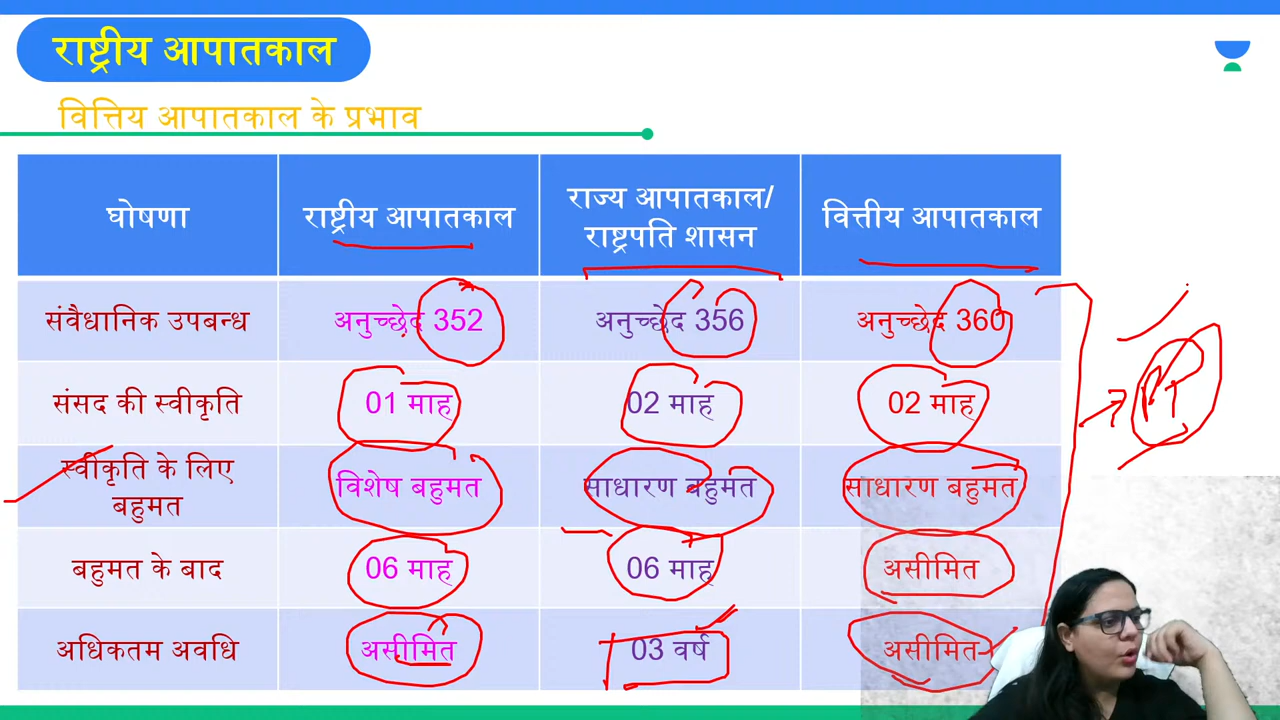 राष्ट्रीय आपातकाल
वित्तिय आपातकाल के प्रभाव
घोषणा
राष्ट्रीय आपातकाल
राज्य आपातकाल/
राष्ट्रपति शासन
वित्तीय आपातकाल
संवैधानिक उपबन्ध
अनुच्छेद 352
अनुच्छेद 356
अनुच्छेद 360
संसद की स्वीकृति
01 माह
02 माह
02 माह
स्वीकृति के लिए
बहुमत
विशेष बहुमत
साधारण बहुमत
साधारण बहुमत
बहुमत के बाद
06 माह
06 माह
असीमित
अधिकतम अवधि
असीमित
03 वर्ष
असीमित